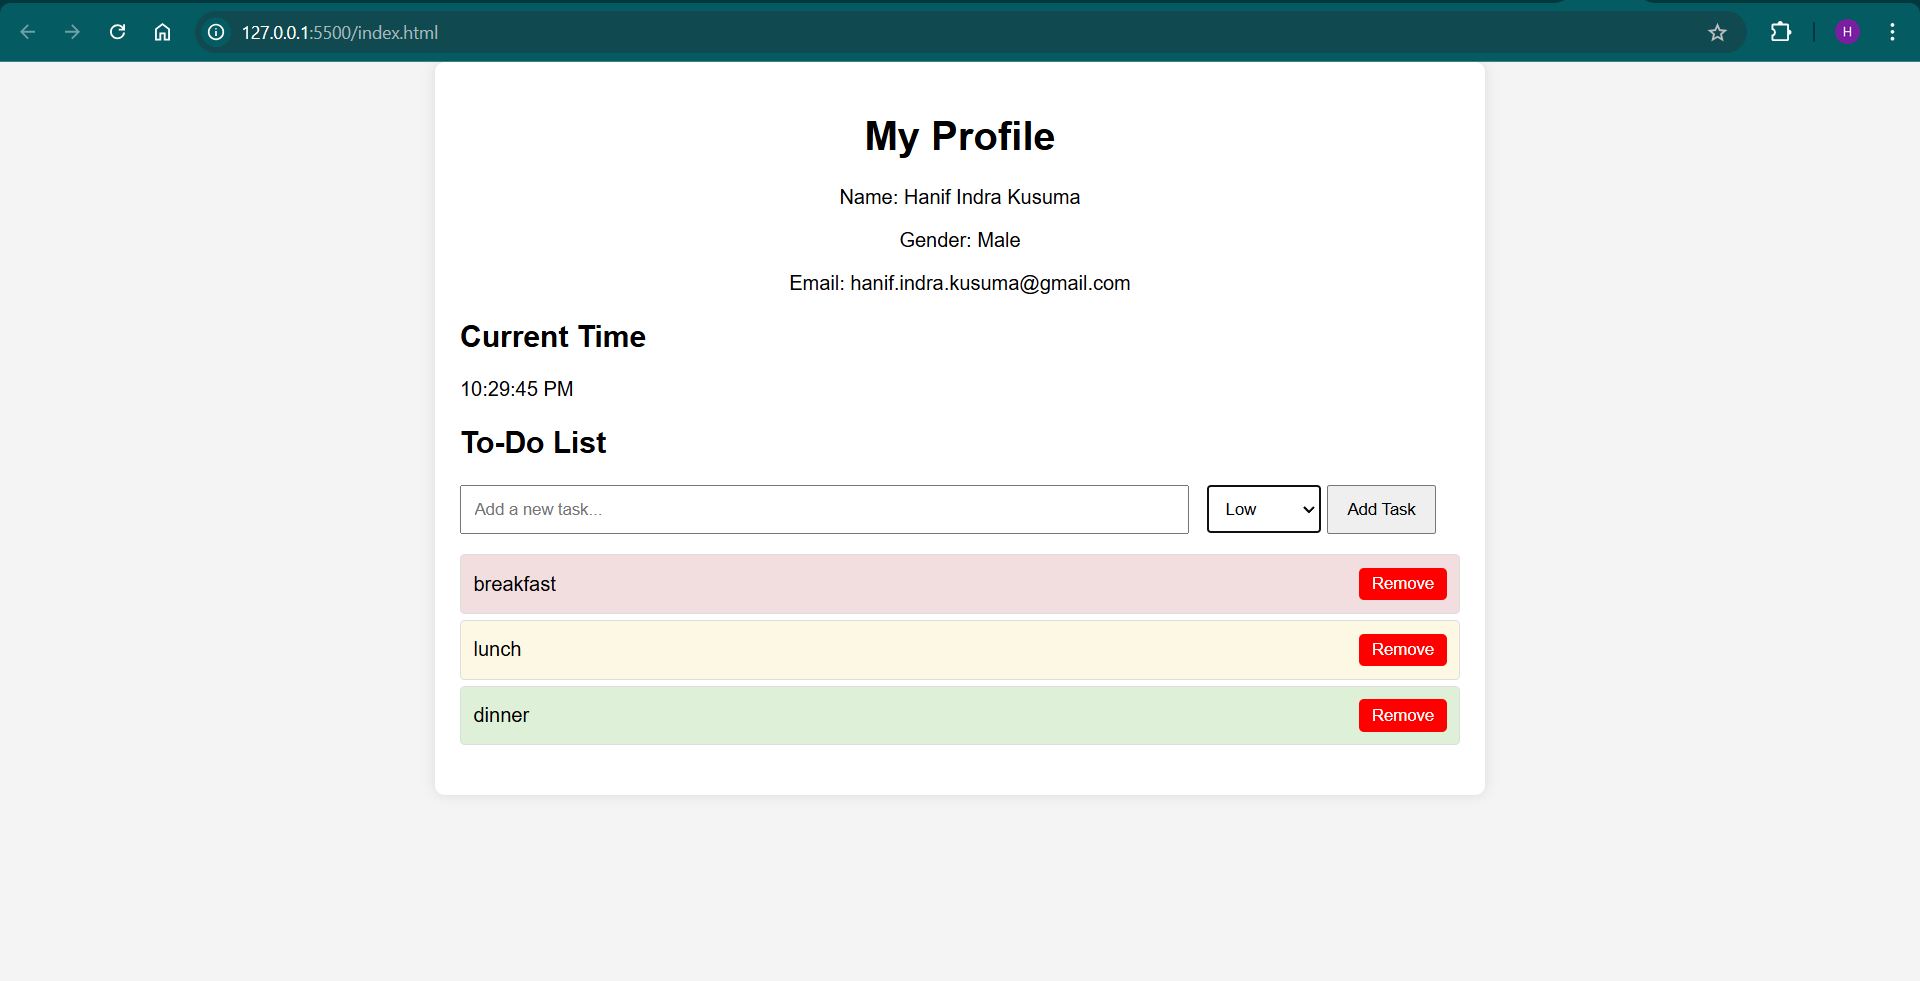 127.0.0.1:5500/index.html
H
My Profile
Name: Hanif Indra Kusuma
Gender: Male
Email: hanif.indra.kusuma@gmail.com
Current Time
10:29:45 PM
To-Do List
Add a new task... Low Add Task
breakfast Remove
lunch Remove
dinner Remove